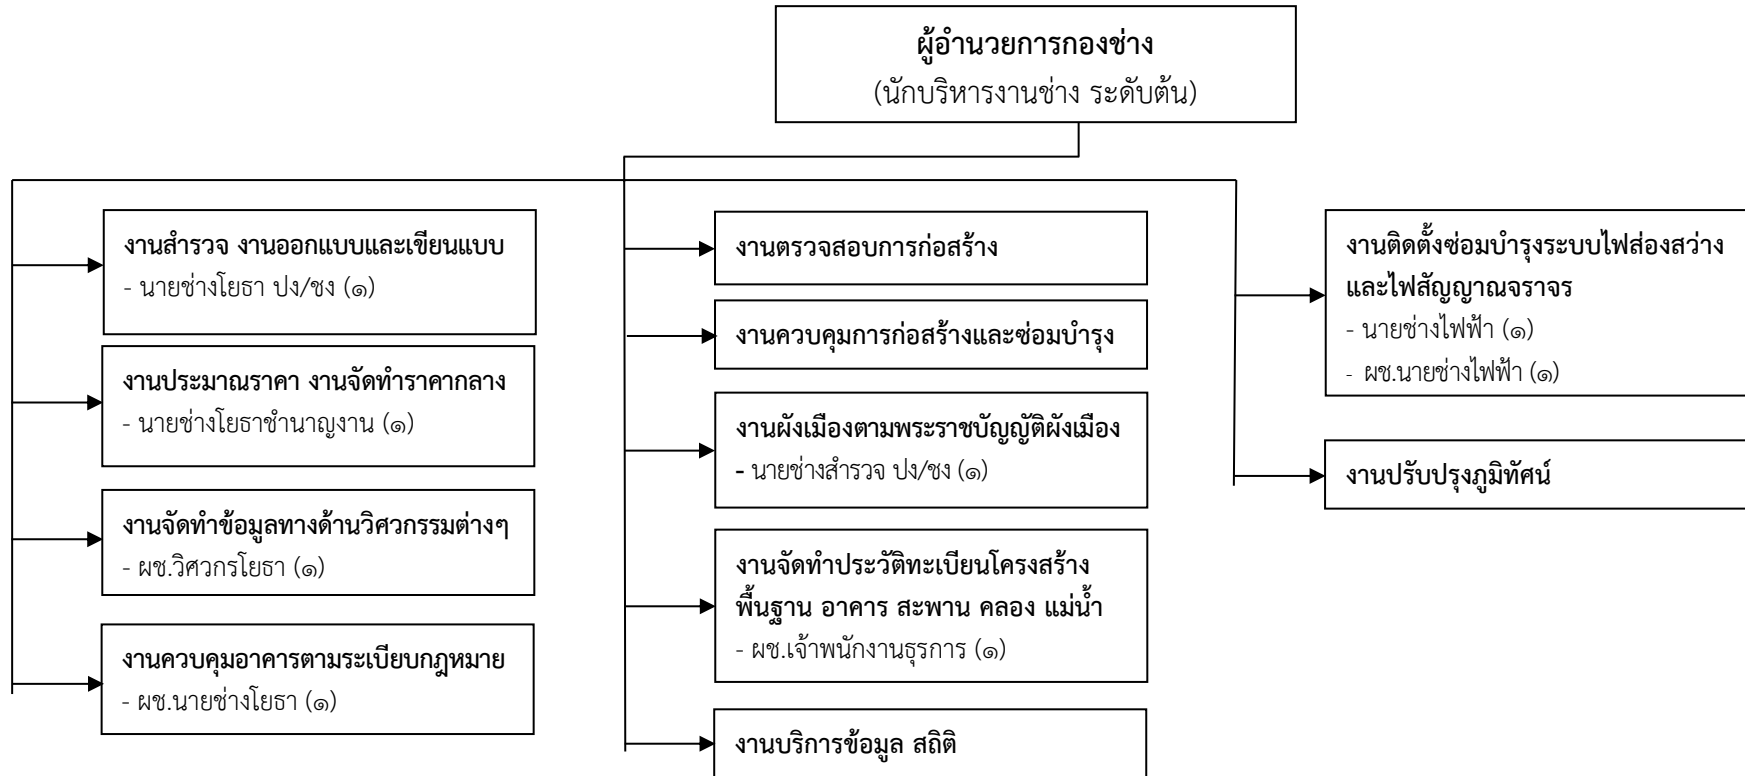 ผู้อำนวยการกองช่าง
(นักบริหารงานช่าง ระดับต้น)
งานสำรวจ งานออกแบบและเขียนแบบ
- นายช่างโยธา ปง/ชง (๑)
งานประมาณราคา งานจัดทำราคากลาง
- นายช่างโยธาชำนาญงาน (๑)
งานจัดทำข้อมูลทางด้านวิศวกรรมต่างๆ
- ผช.วิศวกรโยธา (๑)
งานควบคุมอาคารตามระเบียบกฎหมาย
- ผช.นายช่างโยธา (๑)
งานตรวจสอบการก่อสร้าง
งานควบคุมการก่อสร้างและซ่อมบำรุง
งานผังเมืองตามพระราชบัญญัติผังเมือง
- นายช่างสำรวจ ปง/ชง (๑)
งานจัดทำประวัติทะเบียนโครงสร้าง
พื้นฐาน อาคาร สะพาน คลอง แม่น้ำ
- ผช.เจ้าพนักงานธุรการ (๑)
งานบริการข้อมูล สถิติ
งานติดตั้งซ่อมบำรุงระบบไฟส่องสว่าง
และไฟสัญญาณจราจร
- นายช่างไฟฟ้า (๑)
- ผช.นายช่างไฟฟ้า (๑)
งานปรับปรุงภูมิทัศน์